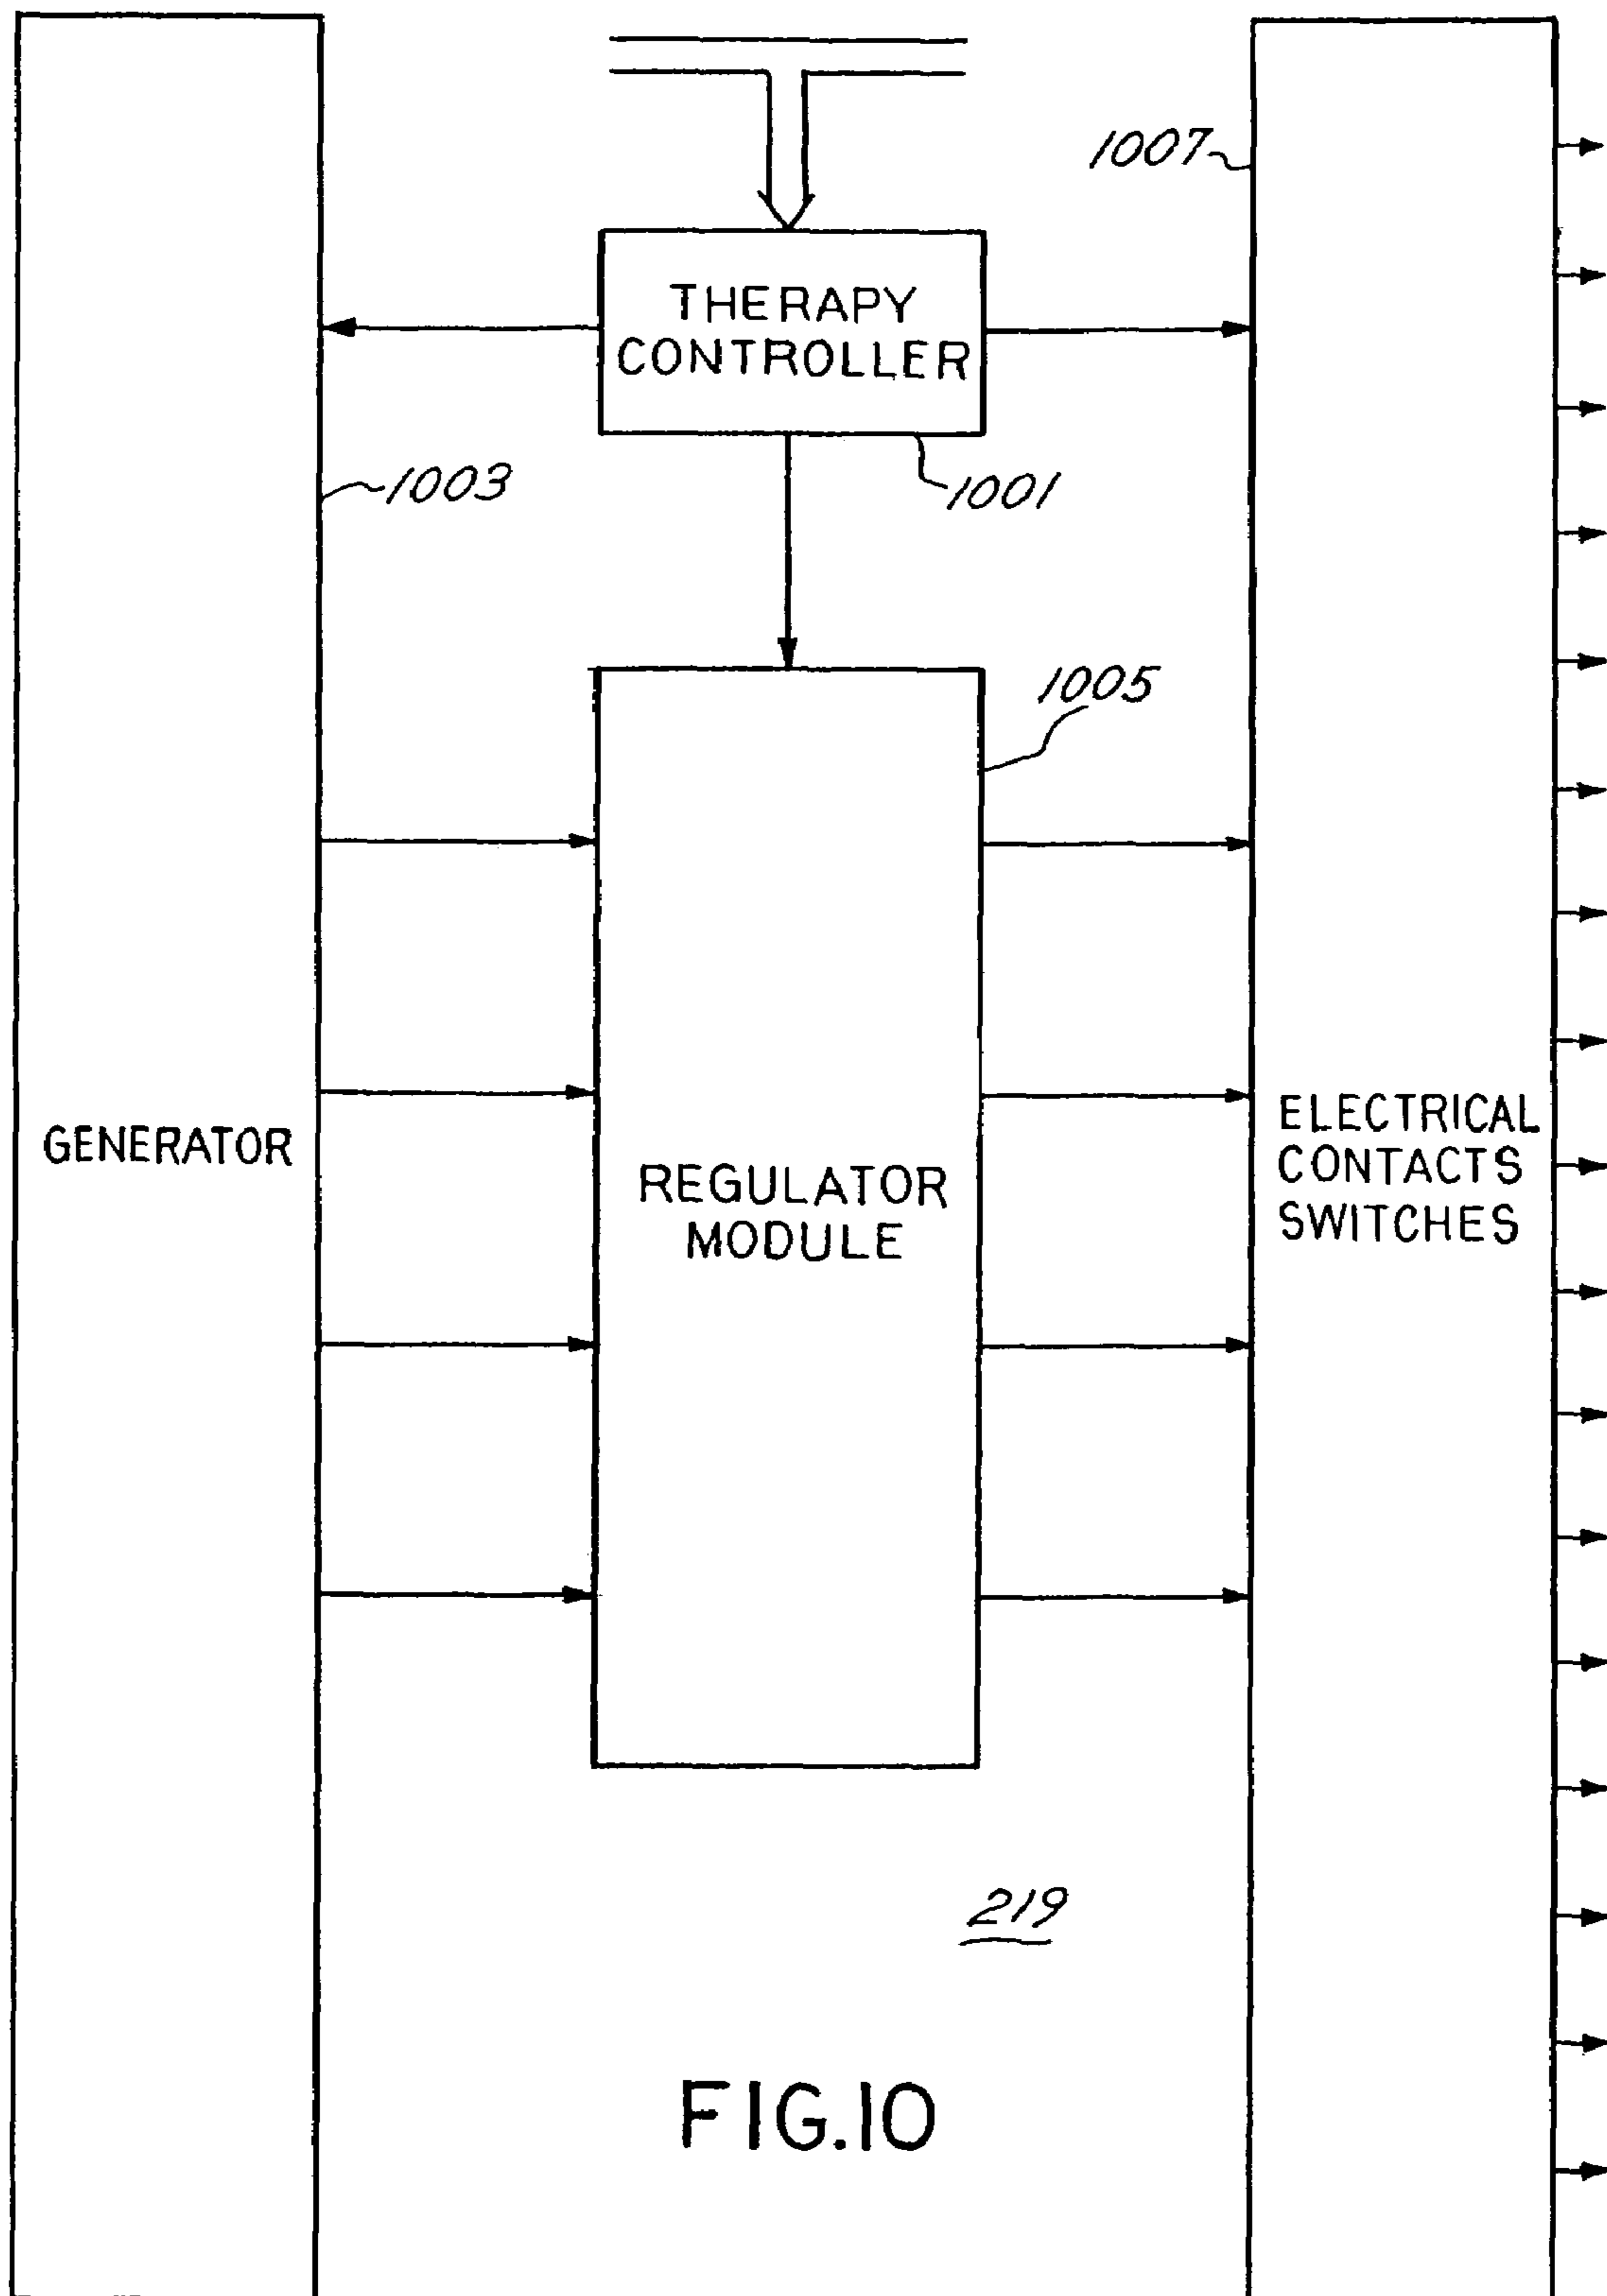 1007
THERAPY
CONTROLLER
1003
1001
1005
GENERATOR
REGULATOR
MODULE
ELECTRICAL
CONTACTS
SWITCHES
219
FIG.10